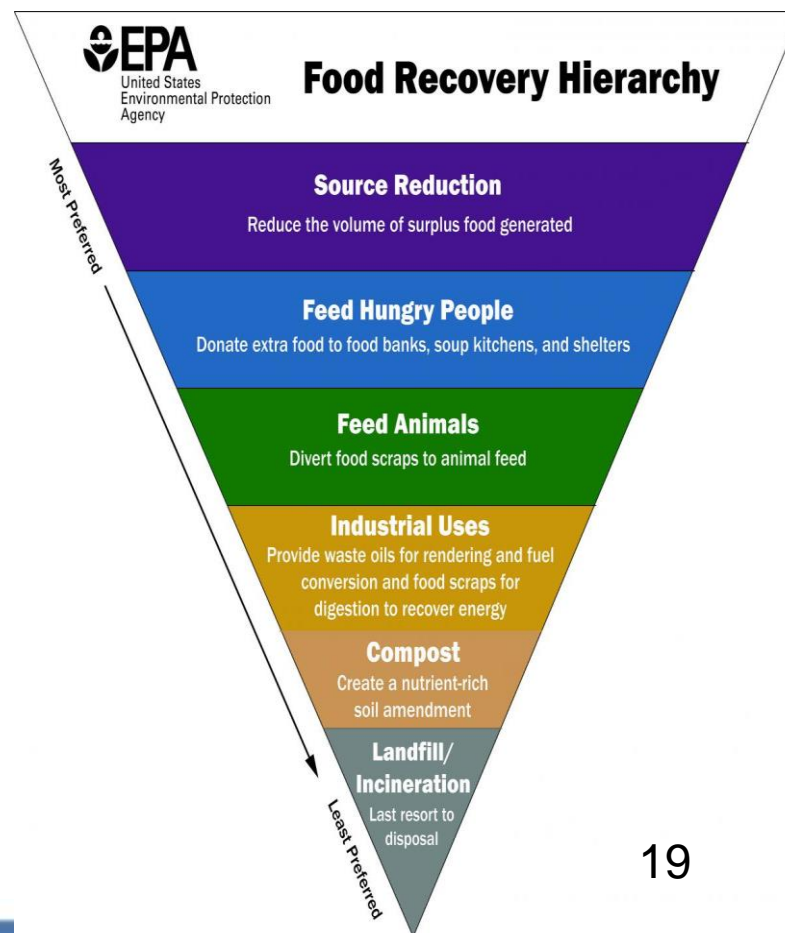 EPA
United States
Environmental Protection
Agency
Food Recovery Hierarchy
Most Preferred
Source Reduction
Reduce the volume of surplus food generated
Feed Hungry People
Donate extra food to food banks, soup kitchens, and shelters
Feed Animals
Divert food scraps to animal feed
Industrial Uses
Provide waste oils for rendering and fuel
conversion and food scraps for
digestion to recover energy
Compost
Create a nutrient-rich
soil amendment
Landfill/
Incineration
Last resort to
disposal
Least Preferred
19